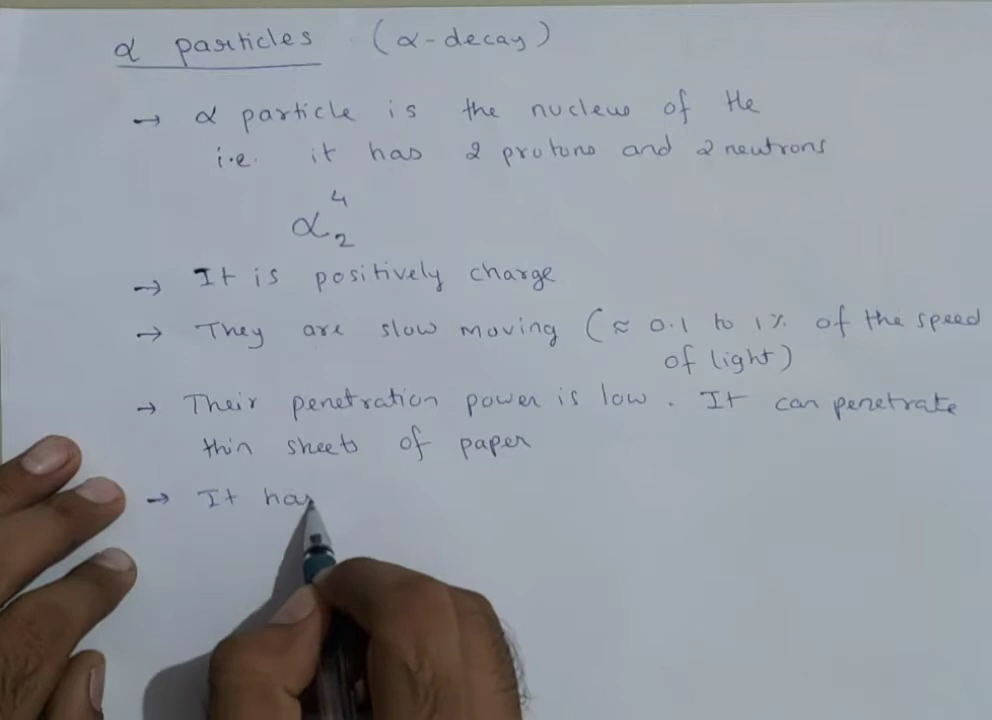 α particles (α-decay)
→ α particle is the nucleus of He
i.e. it has 2 protons and 2 neutrons
α₂⁴
→ It is positively charge
→ They are slow moving (≈ 0.1 to 1% of the speed
of light)
→ Their penetration power is low. It can penetrate
thin sheets of paper
→ It has